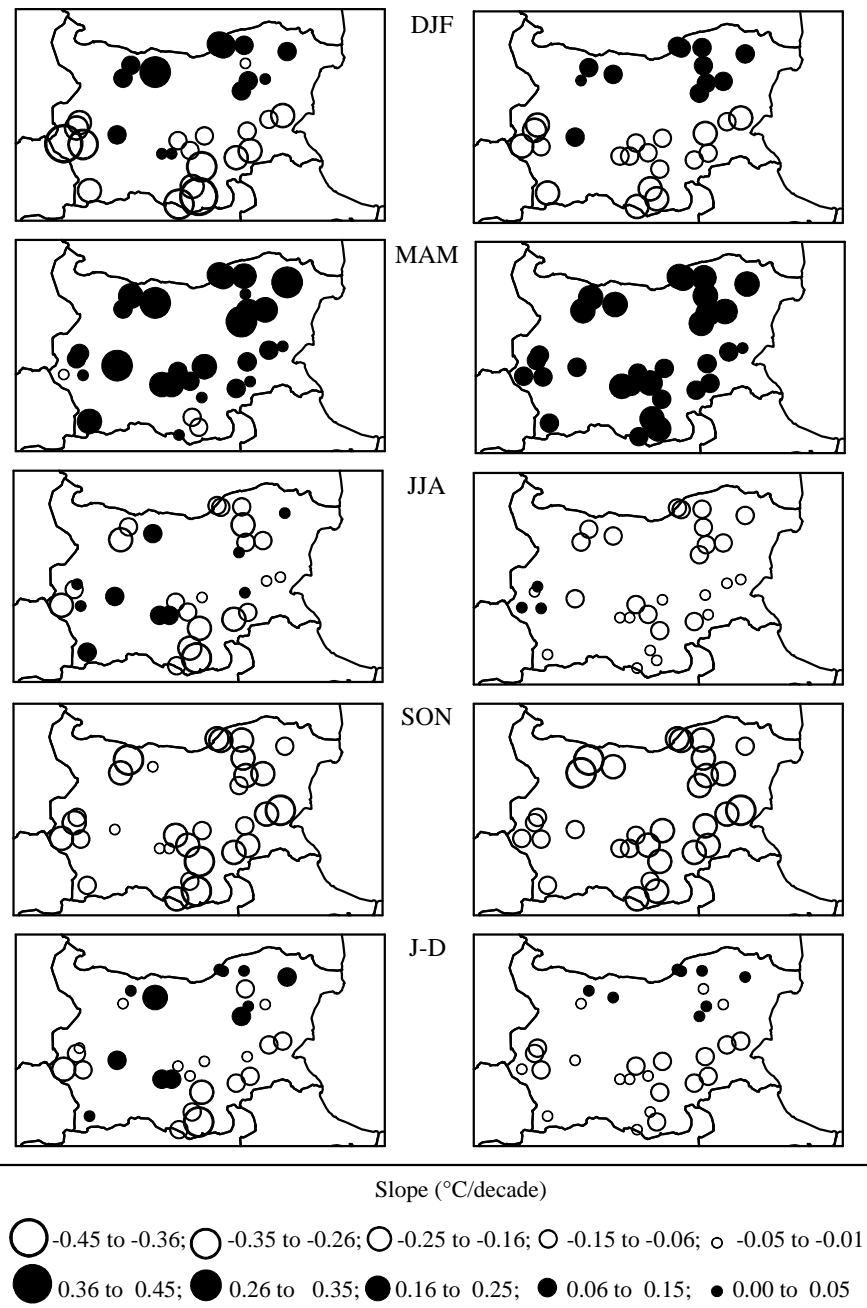 DJF
MAM
JJA
SON
J-D
Slope (°C/decade)
-0.45 to -0.36; -0.35 to -0.26; -0.25 to -0.16; -0.15 to -0.06; -0.05 to -0.01
0.36 to 0.45; 0.26 to 0.35; 0.16 to 0.25; 0.06 to 0.15; 0.00 to 0.05